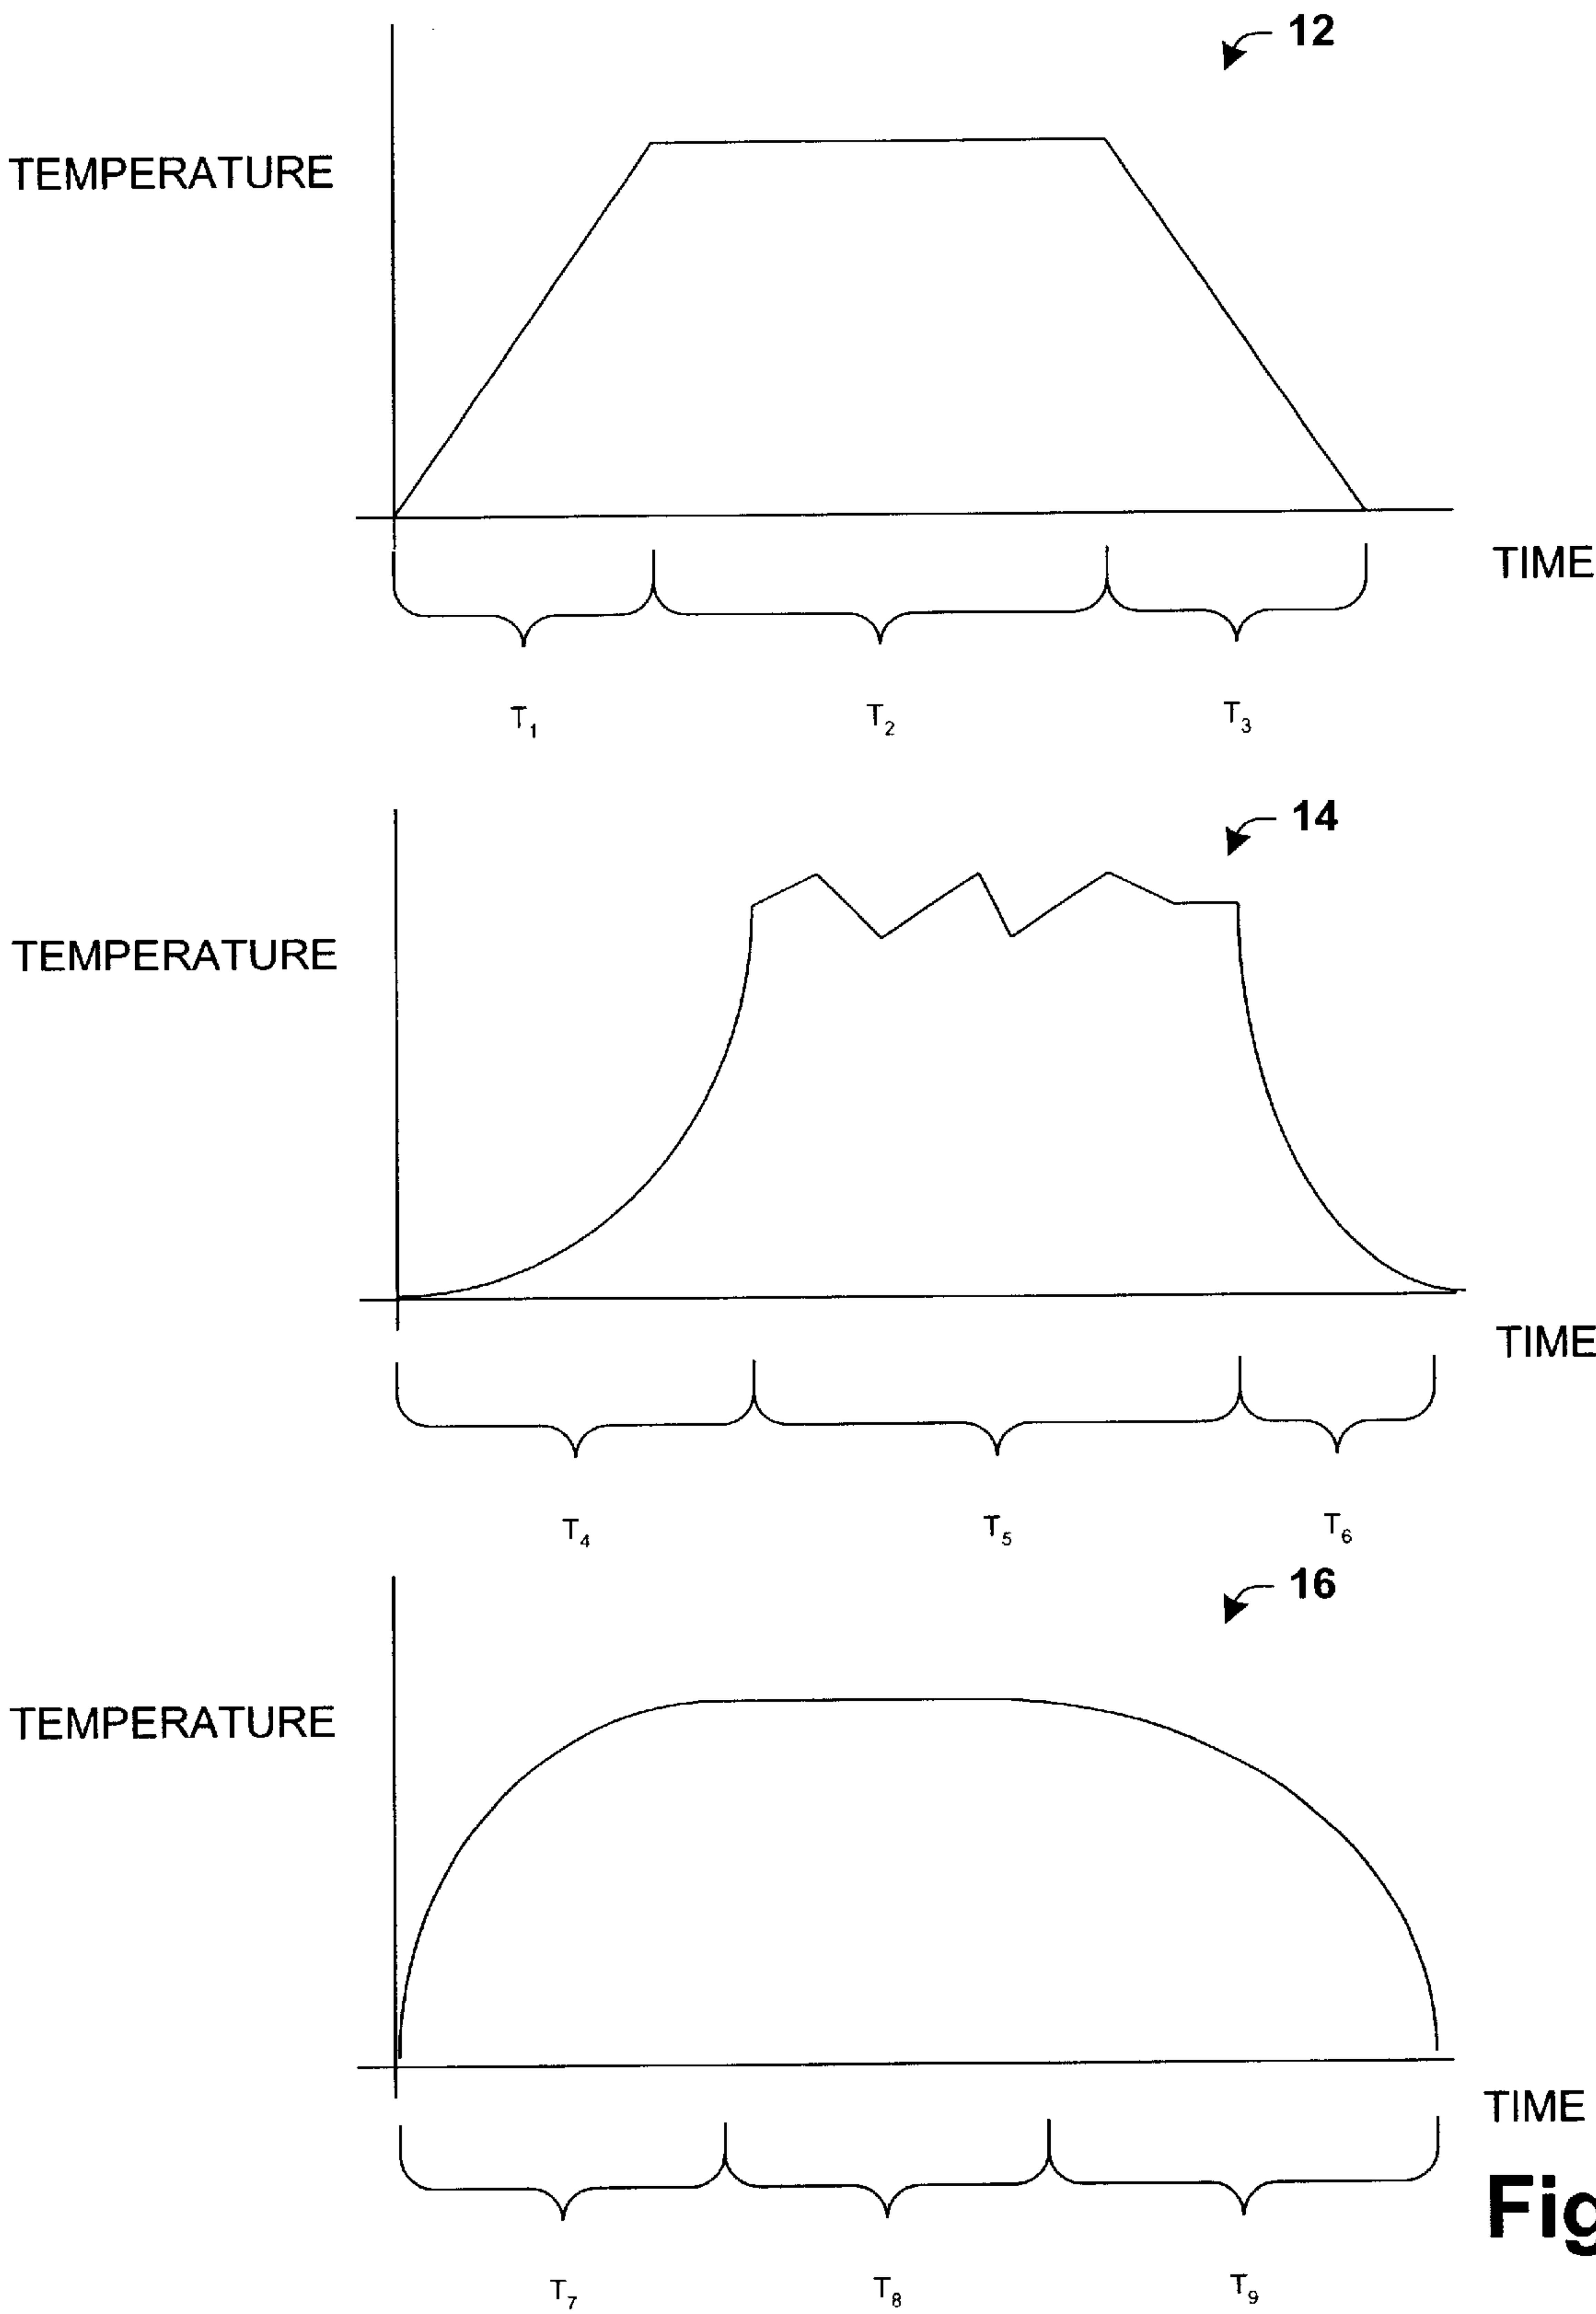 12
TEMPERATURE
TIME
T1 T2 T3
14
TEMPERATURE
TIME
T4 T5 T6
16
TEMPERATURE
TIME
Fig
T7 T8 T9